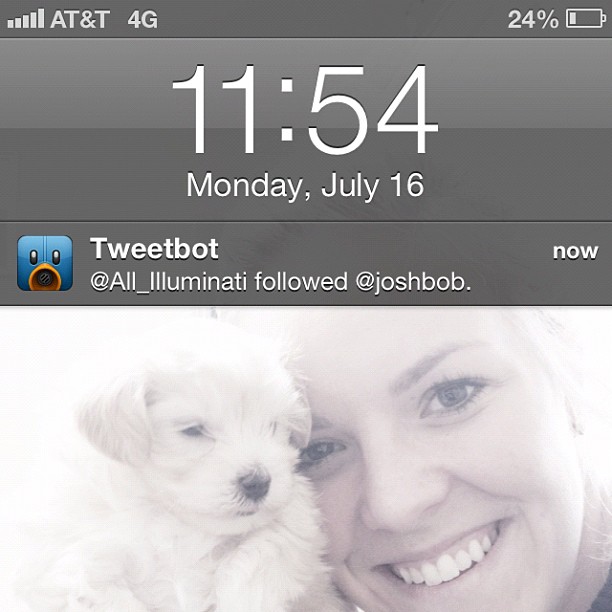 AT&T 4G 24%
11:54
Monday, July 16
Tweetbot now
@All_Illuminati followed @joshbob.